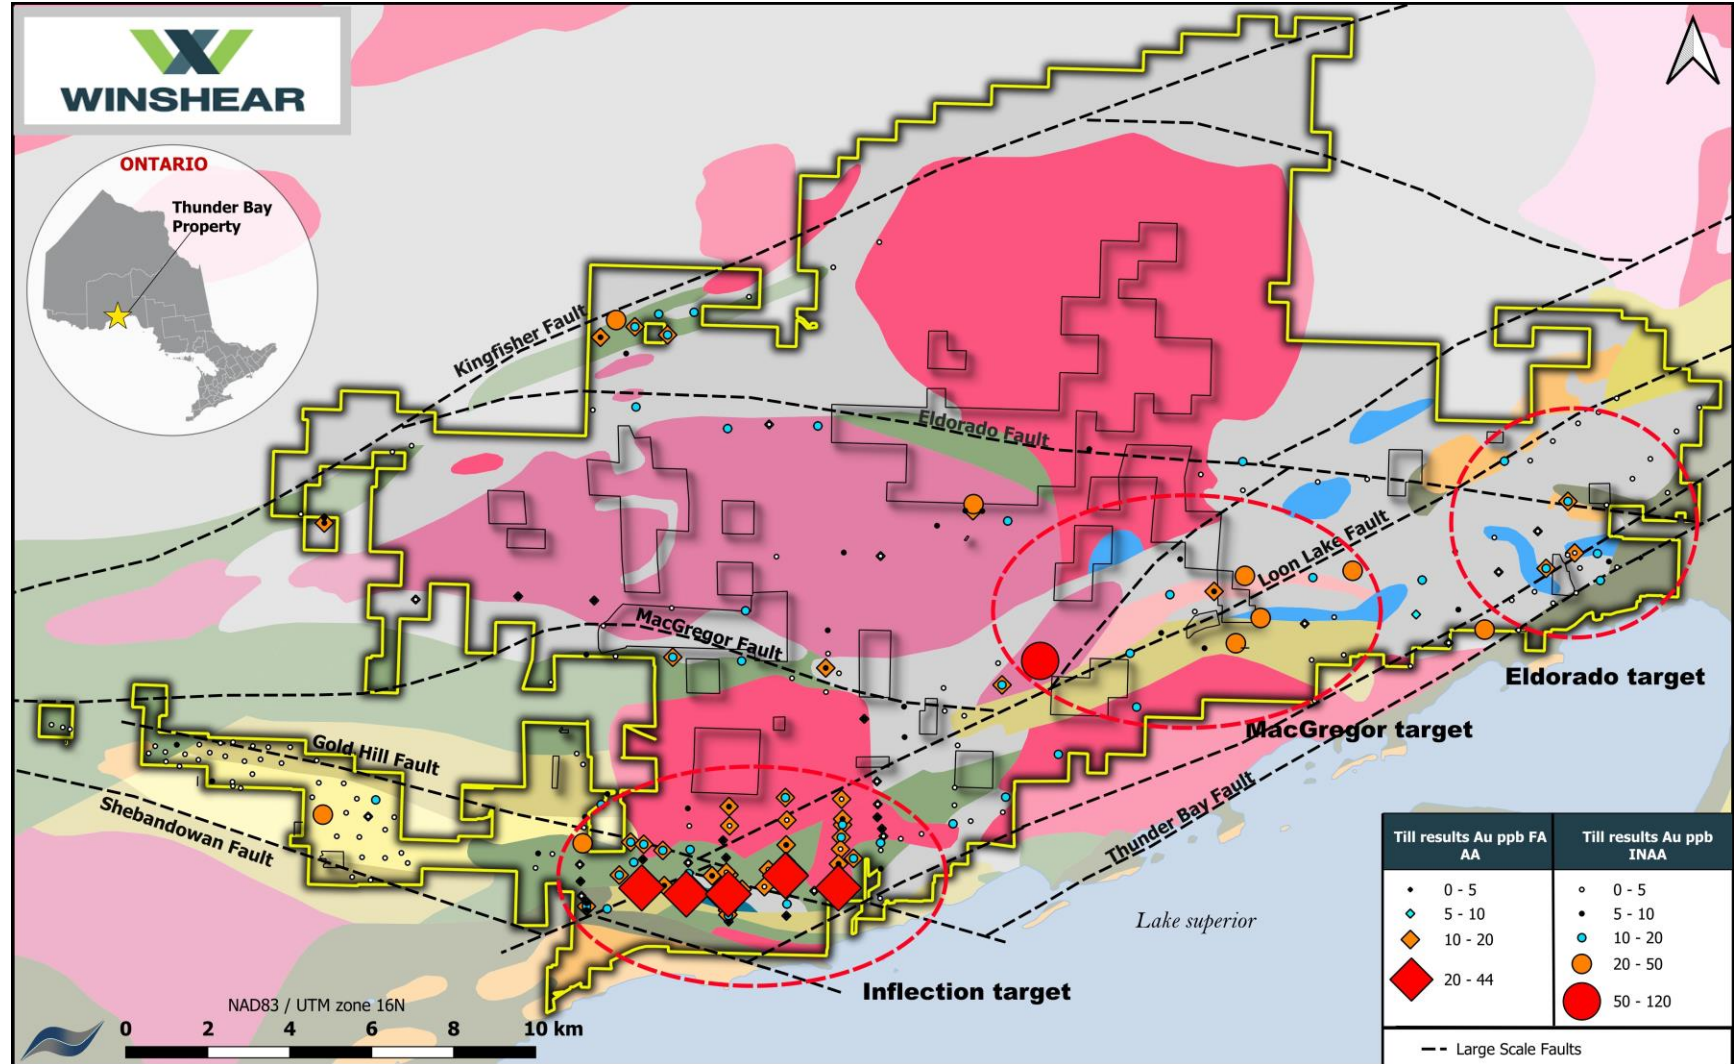 WINSHEAR
ONTARIO
Thunder Bay
Property
Kingfisher Fault
Eldorado Fault
Loon Lake Fault
MacGregor Fault
Eldorado target
MacGregor target
Gold Hill Fault
Shebandowan Fault
Thunder Bay Fault
Lake superior
Inflection target
NAD83 / UTM zone 16N
0 2 4 6 8 10 km
Till results Au ppb FA
AA
0 - 5
5 - 10
10 - 20
20 - 44
Till results Au ppb
INAA
0 - 5
5 - 10
10 - 20
20 - 50
50 - 120
Large Scale Faults